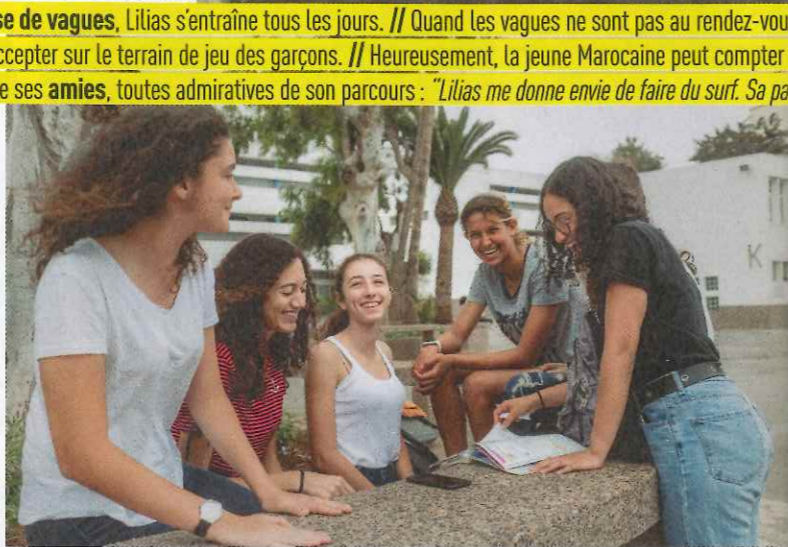 se de vagues, Lilias s’entraîne tous les jours. // Quand les vagues ne sont pas au rendez-vou
ccepter sur le terrain de jeu des garçons. // Heureusement, la jeune Marocaine peut compter
e ses amies, toutes admiratives de son parcours : “Lilias me donne envie de faire du surf. Sa pa
K